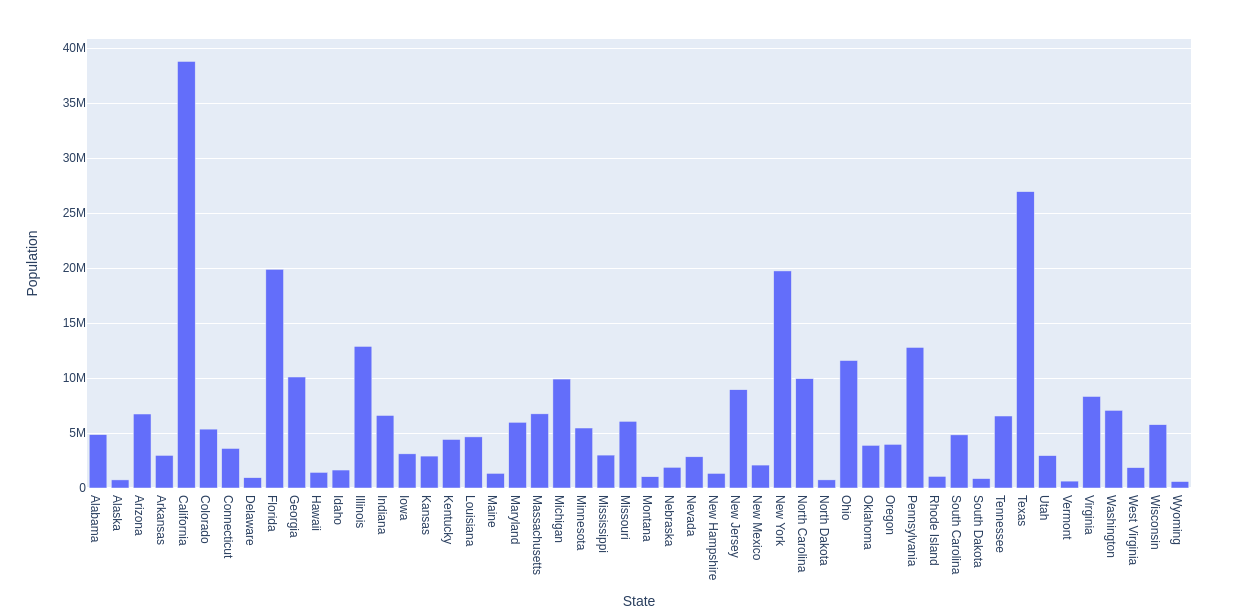 40M
35M
30M
25M
20M
15M
10M
5M
0
Population
Alabama
Alaska
Arizona
Arkansas
California
Colorado
Connecticut
Delaware
Florida
Georgia
Hawaii
Idaho
Illinois
Indiana
Iowa
Kansas
Kentucky
Louisiana
Maine
Maryland
Massachusetts
Michigan
Minnesota
Mississippi
Missouri
Montana
Nebraska
Nevada
New Hampshire
New Jersey
New Mexico
New York
North Carolina
North Dakota
Ohio
Oklahoma
Oregon
Pennsylvania
Rhode Island
South Carolina
South Dakota
Tennessee
Texas
Utah
Vermont
Virginia
Washington
West Virginia
Wisconsin
Wyoming
State